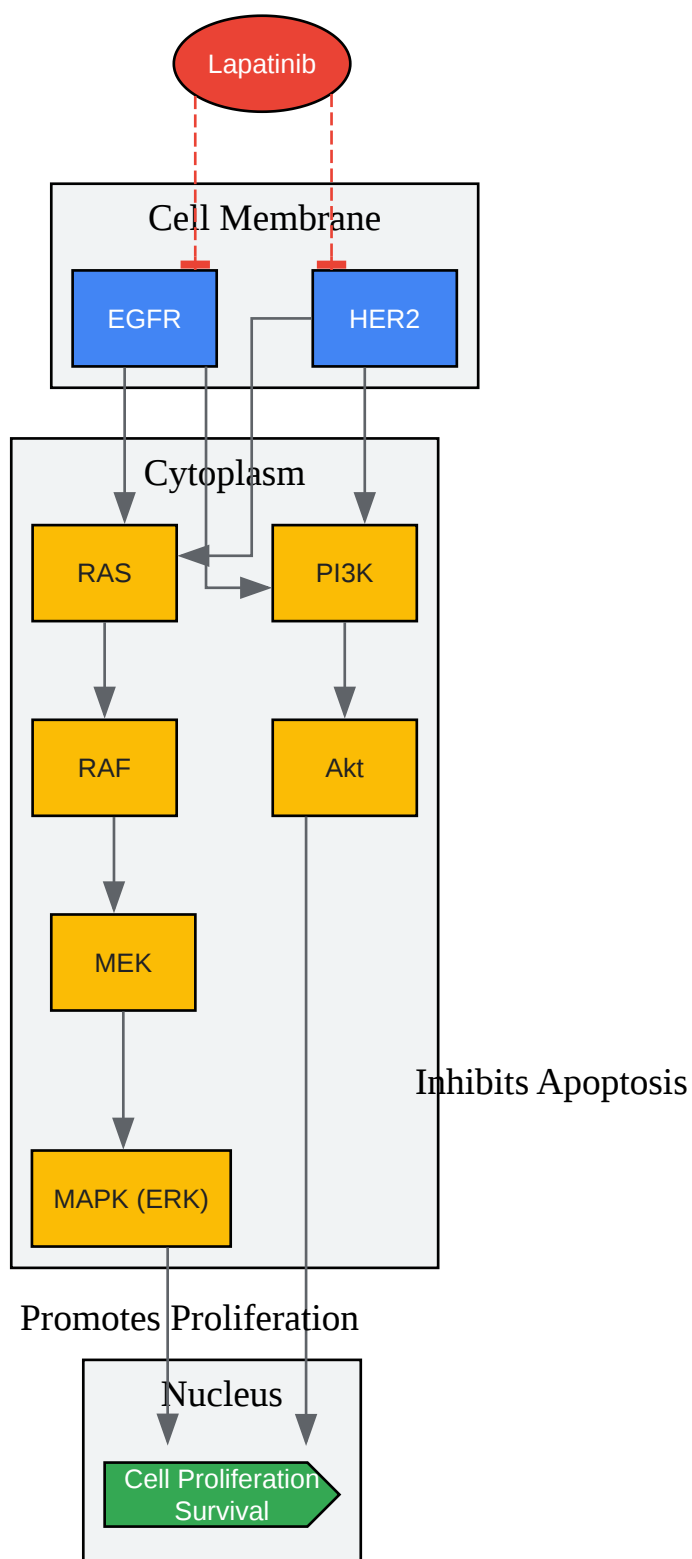 Lapatinib
Cell Membrane
EGFR
HER2
Cytoplasm
RAS
PI3K
RAF
Akt
MEK
Inhibits Apoptosis
MAPK (ERK)
Promotes Proliferation
Nucleus
Cell Proliferation
Survival